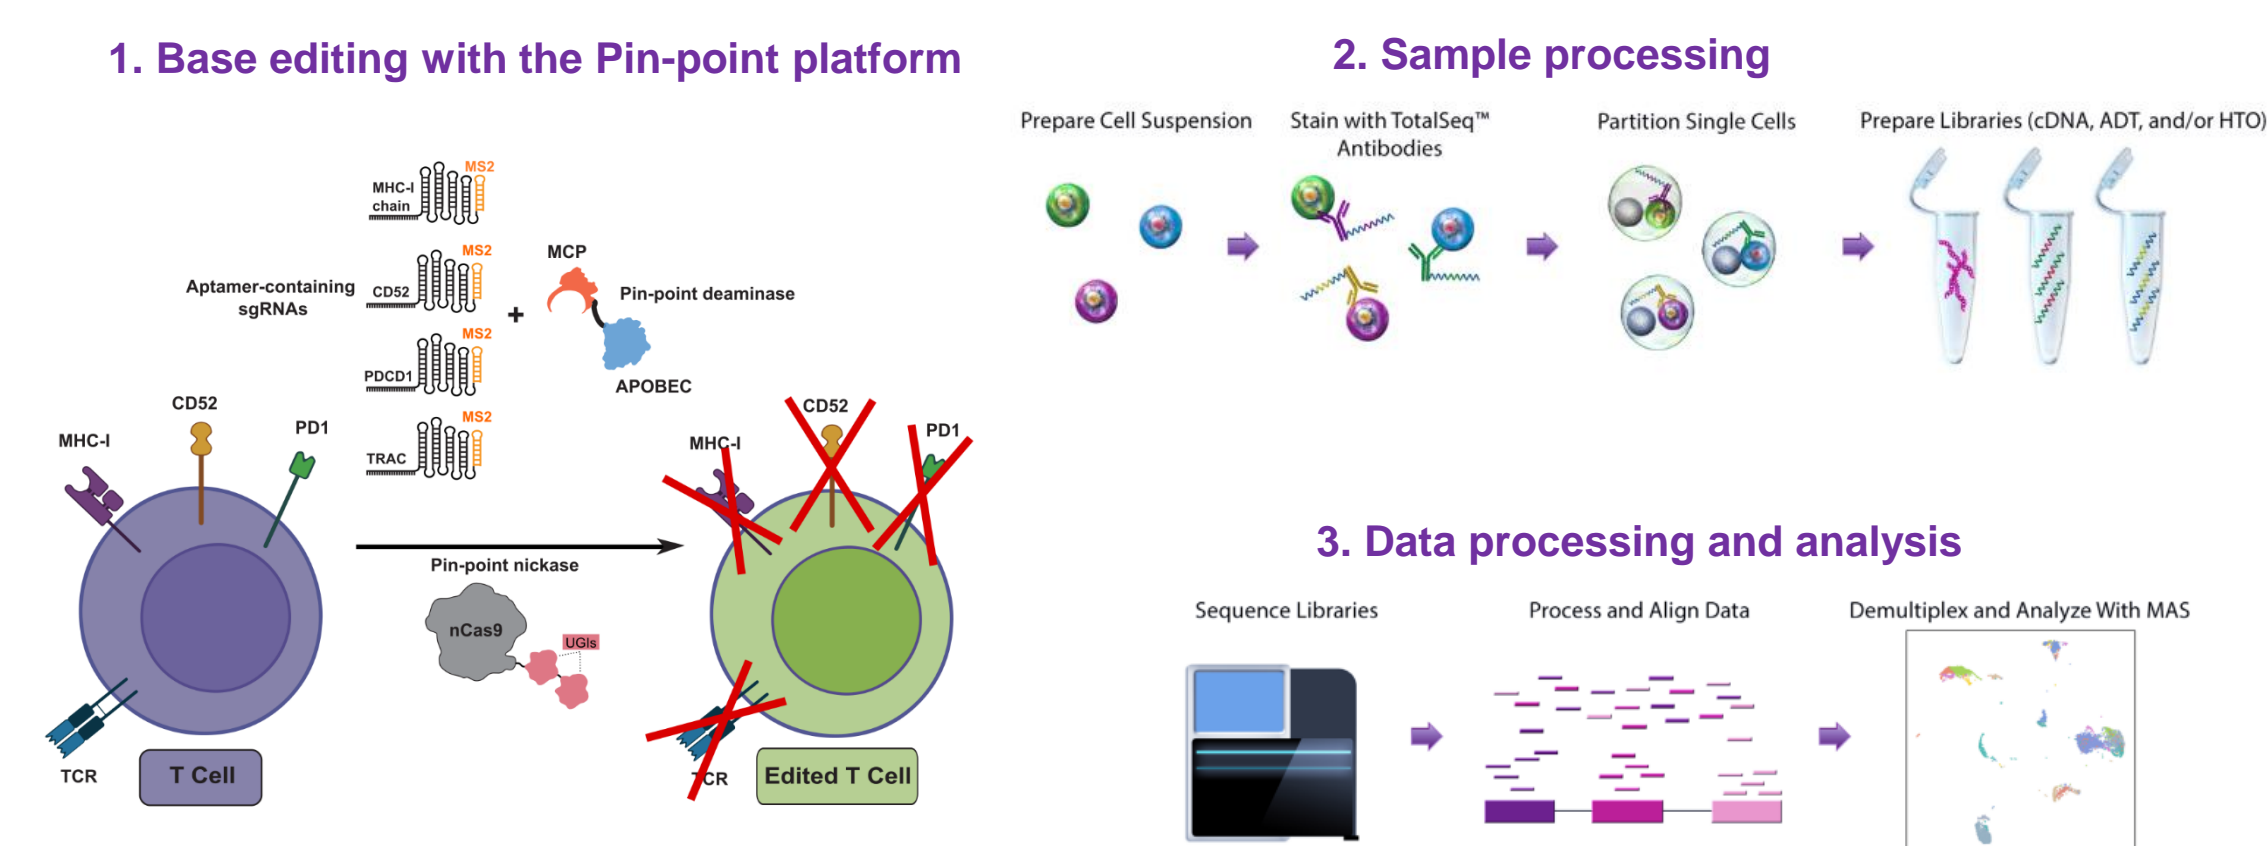 1. Base editing with the Pin-point platform
MHC-I
chain
MS2
Aptamer-containing
sgRNAs
CD52
MS2
PDCD1
MS2
TRAC
MS2
+
MCP
Pin-point deaminase
APOBEC
MHC-I
CD52
PD1
TCR
T Cell
Pin-point nickase
nCas9
UGIs
MHC-I
CD52
PD1
TCR
Edited T Cell
2. Sample processing
Prepare Cell Suspension
Stain with TotalSeq™
Antibodies
Partition Single Cells
Prepare Libraries (cDNA, ADT, and/or HTO)
3. Data processing and analysis
Sequence Libraries
Process and Align Data
Demultiplex and Analyze With MAS